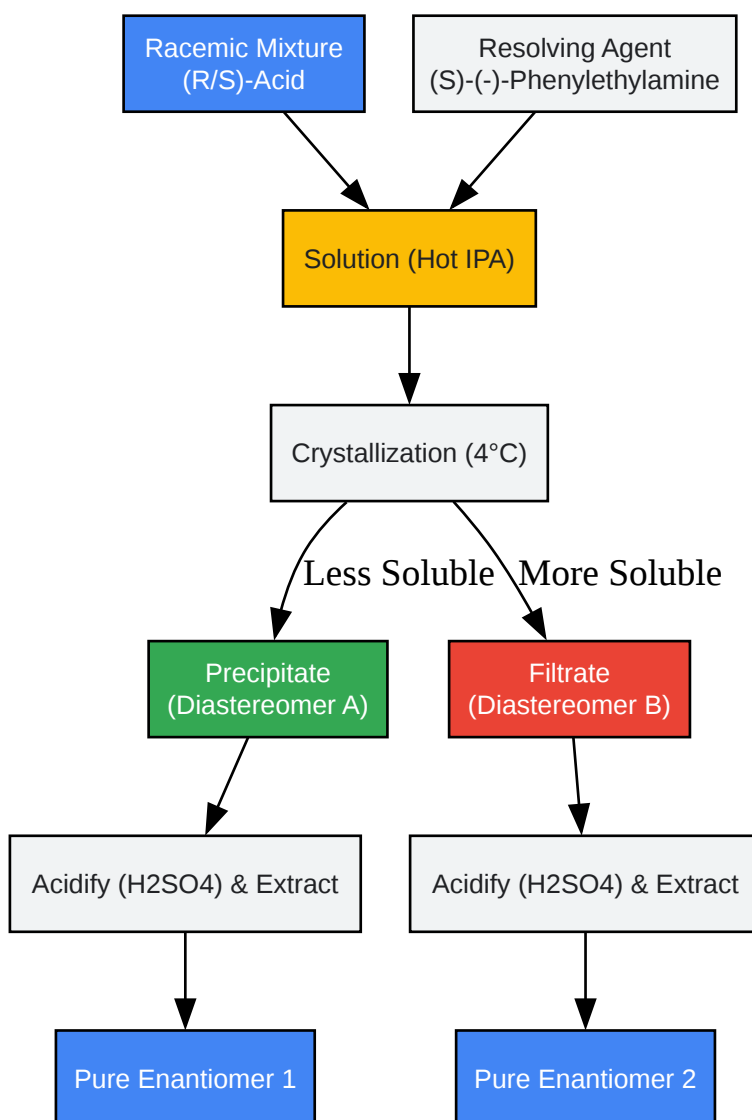 Racemic Mixture
(R/S)-Acid
Resolving Agent
(S)-(-)-Phenylethylamine
Solution (Hot IPA)
Crystallization (4°C)
Less Soluble
More Soluble
Precipitate
(Diastereomer A)
Filtrate
(Diastereomer B)
Acidify (H2SO4) & Extract
Acidify (H2SO4) & Extract
Pure Enantiomer 1
Pure Enantiomer 2